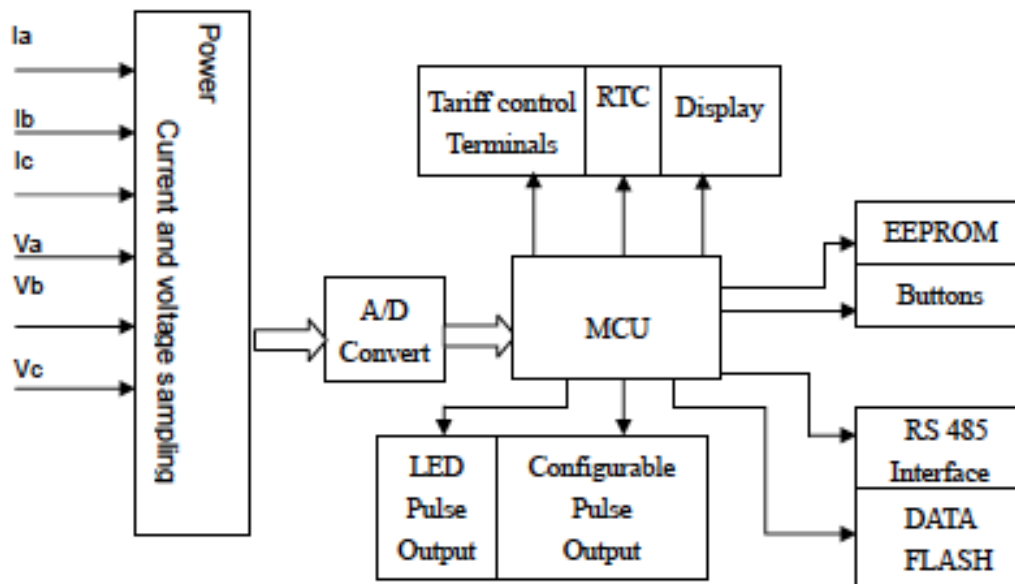 Ia
Ib
Ic
Va
Vb
Vc
Power
Current and voltage sampling
A/D
Convert
MCU
Tariff control
Terminals
RTC
Display
EEPROM
Buttons
RS 485
Interface
DATA
FLASH
LED
Pulse
Output
Configurable
Pulse
Output